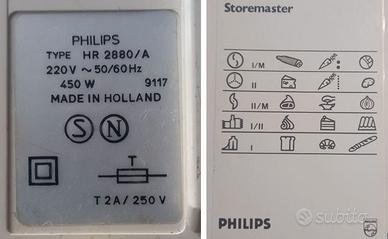 PHILIPS
TYPE HR 2880/A
220V ~ 50/60Hz
450 W 9117
MADE IN HOLLAND
S N
T
T 2A / 250 V
Storemaster
I/M
II
II/M
I/II
I
PHILIPS
PHILIPS
subito